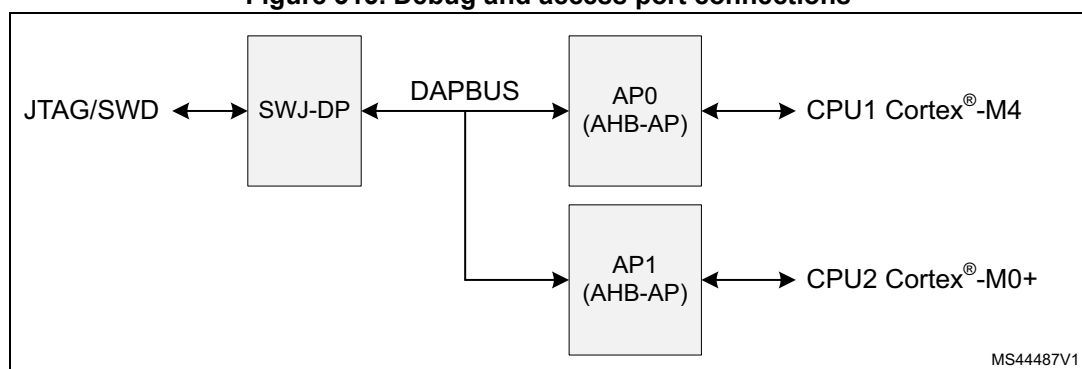 JTAG/SWD
SWJ-DP
DAPBUS
AP0
(AHB-AP)
CPU1 Cortex®-M4
AP1
(AHB-AP)
CPU2 Cortex®-M0+
MS44487V1